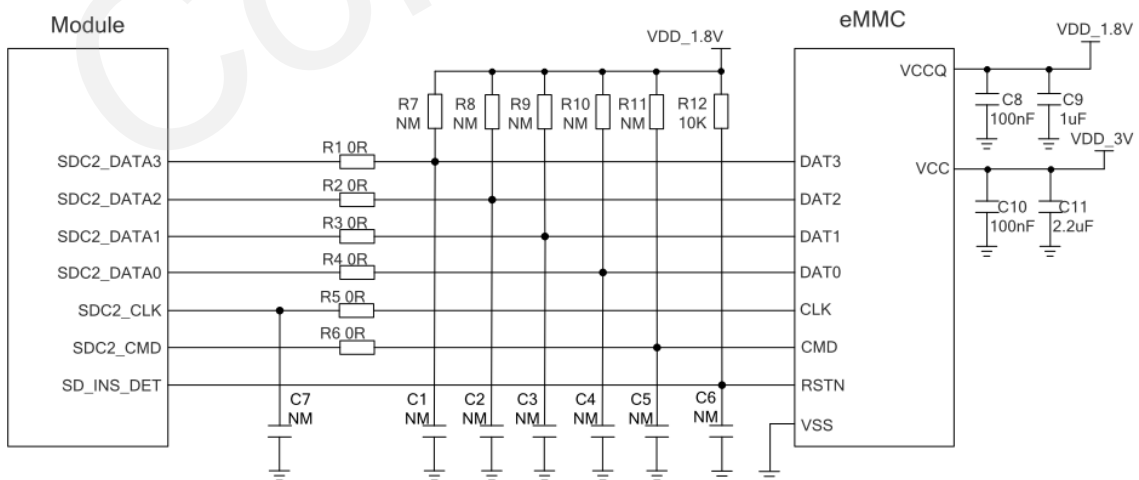 Co
Module
eMMC
VDD_1.8V
VDD_1.8V
VCCQ
R7
NM
R8
NM
R9
NM
R10
NM
R11
NM
R12
10K
C8
100nF
C9
1uF
VDD_3V
SDC2_DATA3
R1 0R
DAT3
VCC
SDC2_DATA2
R2 0R
DAT2
C10
100nF
C11
2.2uF
SDC2_DATA1
R3 0R
DAT1
SDC2_DATA0
R4 0R
DAT0
SDC2_CLK
R5 0R
CLK
SDC2_CMD
R6 0R
CMD
SD_INS_DET
RSTN
C7
NM
C1
NM
C2
NM
C3
NM
C4
NM
C5
NM
C6
NM
VSS